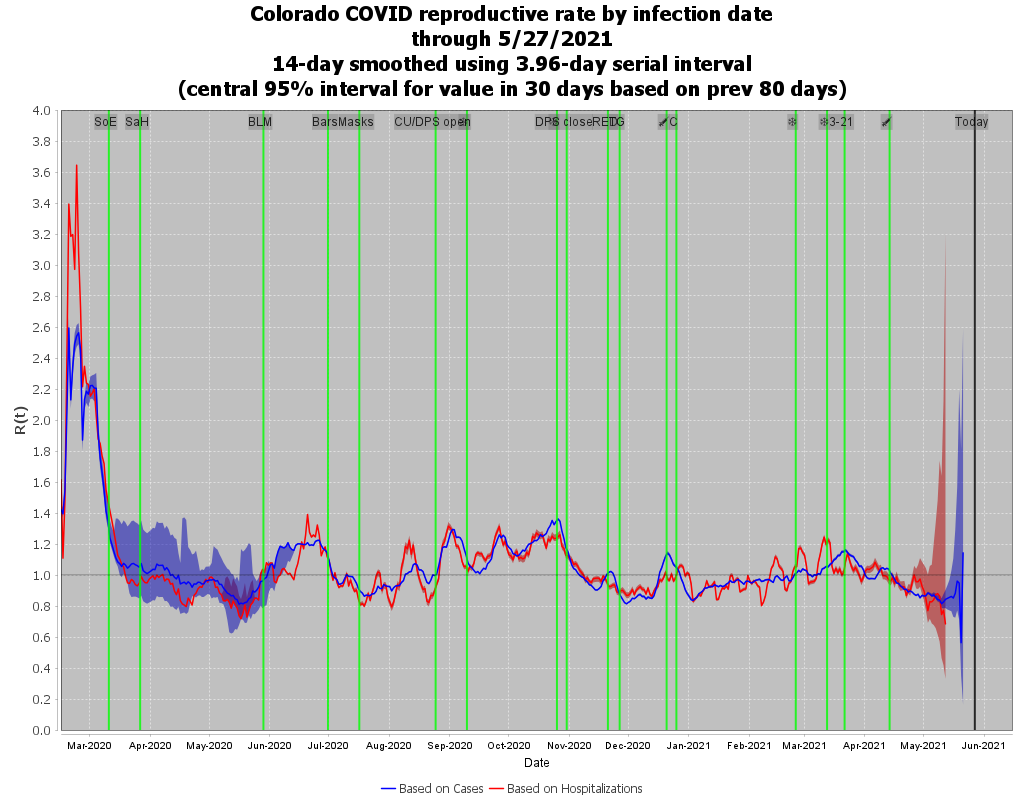 Colorado COVID reproductive rate by infection date
through 5/27/2021
14-day smoothed using 3.96-day serial interval
(central 95% interval for value in 30 days based on prev 80 days)
SoE SaH BLM Bars Masks CU/DPS open closeRE C 3-21 Today
4.0
3.8
3.6
3.4
3.2
3.0
2.8
2.6
2.4
2.2
2.0
1.8
1.6
1.4
1.2
1.0
0.8
0.6
0.4
0.2
0.0
R(t)
Mar-2020 Apr-2020 May-2020 Jun-2020 Jul-2020 Aug-2020 Sep-2020 Oct-2020 Nov-2020 Dec-2020 Jan-2021 Feb-2021 Mar-2021 Apr-2021 May-2021 Jun-2021
Date
Based on Cases Based on Hospitalizations